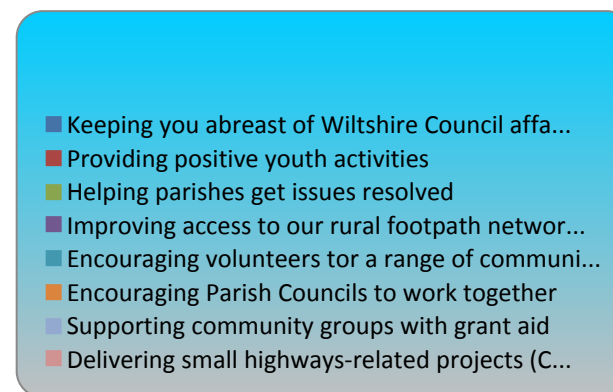 Keeping you abreast of Wiltshire Council affa...
Providing positive youth activities
Helping parishes get issues resolved
Improving access to our rural footpath networ...
Encouraging volunteers tor a range of communi...
Encouraging Parish Councils to work together
Supporting community groups with grant aid
Delivering small highways-related projects (C...